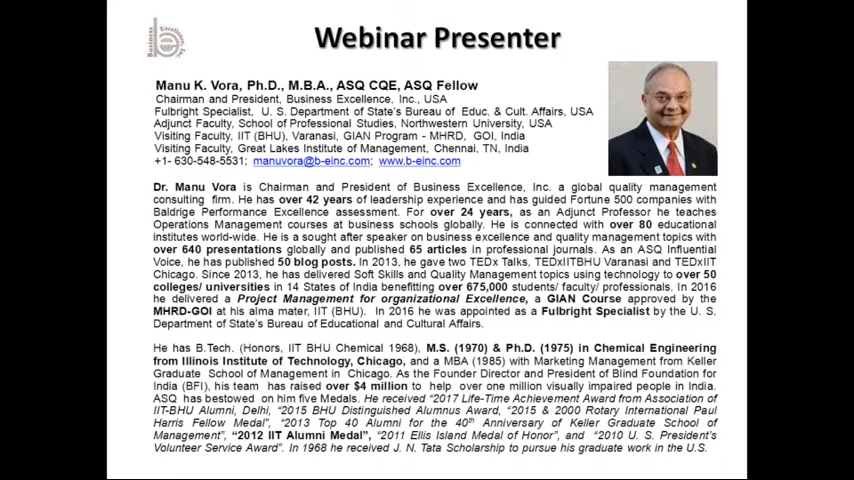 Business Excellence, Inc.
Webinar Presenter
Manu K. Vora, Ph.D., M.B.A., ASQ CQE, ASQ Fellow
Chairman and President, Business Excellence, Inc., USA
Fulbright Specialist, U. S. Department of State's Bureau of Educ. & Cult. Affairs, USA
Adjunct Faculty, School of Professional Studies, Northwestern University, USA
Visiting Faculty, IIT (BHU), Varanasi, GIAN Program - MHRD, GOI, India
Visiting Faculty, Great Lakes Institute of Management, Chennai, TN, India
+1- 630-548-5531; manuvora@b-einc.com; www.b-einc.com
Dr. Manu Vora is Chairman and President of Business Excellence, Inc. a global quality management
consulting firm. He has over 42 years of leadership experience and has guided Fortune 500 companies with
Baldrige Performance Excellence assessment. For over 24 years, as an Adjunct Professor he teaches
Operations Management courses at business schools globally. He is connected with over 80 educational
institutes world-wide. He is a sought after speaker on business excellence and quality management topics with
over 640 presentations globally and published 65 articles in professional journals. As an ASQ Influential
Voice, he has published 50 blog posts. In 2013, he gave two TEDx Talks, TEDxIITBHU Varanasi and TEDxIIT
Chicago. Since 2013, he has delivered Soft Skills and Quality Management topics using technology to over 50
colleges/ universities in 14 States of India benefitting over 675,000 students/ faculty/ professionals. In 2016
he delivered a Project Management for organizational Excellence, a GIAN Course approved by the
MHRD-GOI at his alma mater, IIT (BHU). In 2016 he was appointed as a Fulbright Specialist by the U. S.
Department of State's Bureau of Educational and Cultural Affairs.
He has B.Tech. (Honors, IIT BHU Chemical 1968), M.S. (1970) & Ph.D. (1975) in Chemical Engineering
from Illinois Institute of Technology, Chicago, and a MBA (1985) with Marketing Management from Keller
Graduate School of Management in Chicago. As the Founder Director and President of Blind Foundation for
India (BFI), his team has raised over $4 million to help over one million visually impaired people in India.
ASQ has bestowed on him five Medals. He received "2017 Life-Time Achievement Award from Association of
IIT-BHU Alumni, Delhi, "2015 BHU Distinguished Alumnus Award, "2015 & 2000 Rotary International Paul
Harris Fellow Medal", "2013 Top 40 Alumni for the 40th Anniversary of Keller Graduate School of
Management", "2012 IIT Alumni Medal", "2011 Ellis Island Medal of Honor", and "2010 U. S. President's
Volunteer Service Award". In 1968 he received J. N. Tata Scholarship to pursue his graduate work in the U.S.